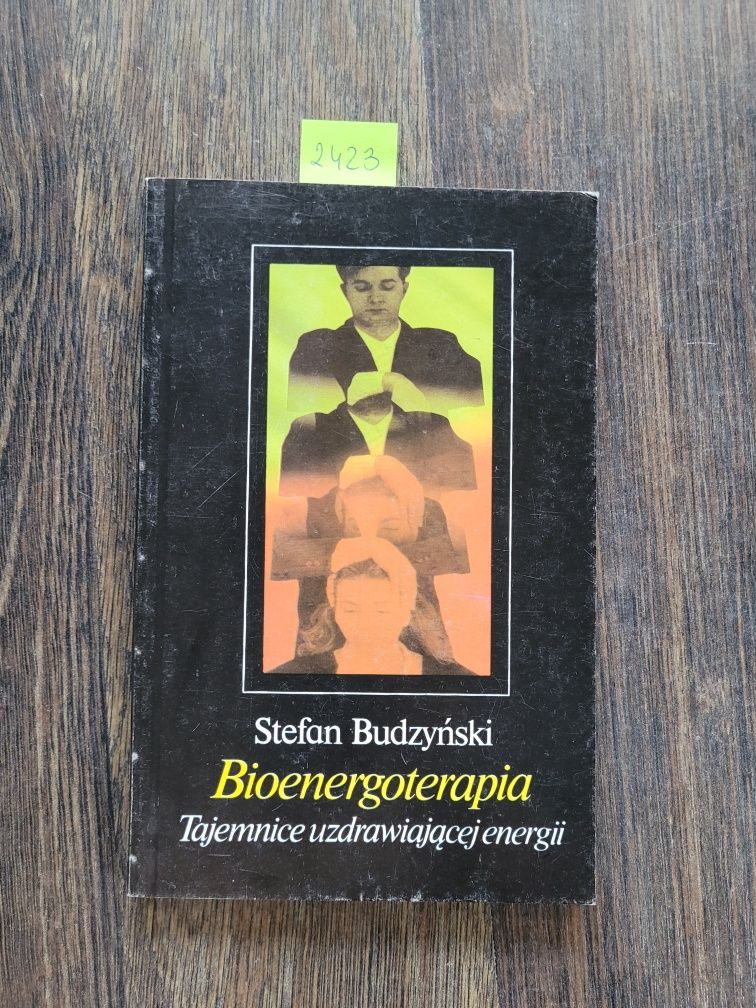 2423
Stefan Budzyński
Bioenergoterapia
Tajemnice uzdrawiającej energii